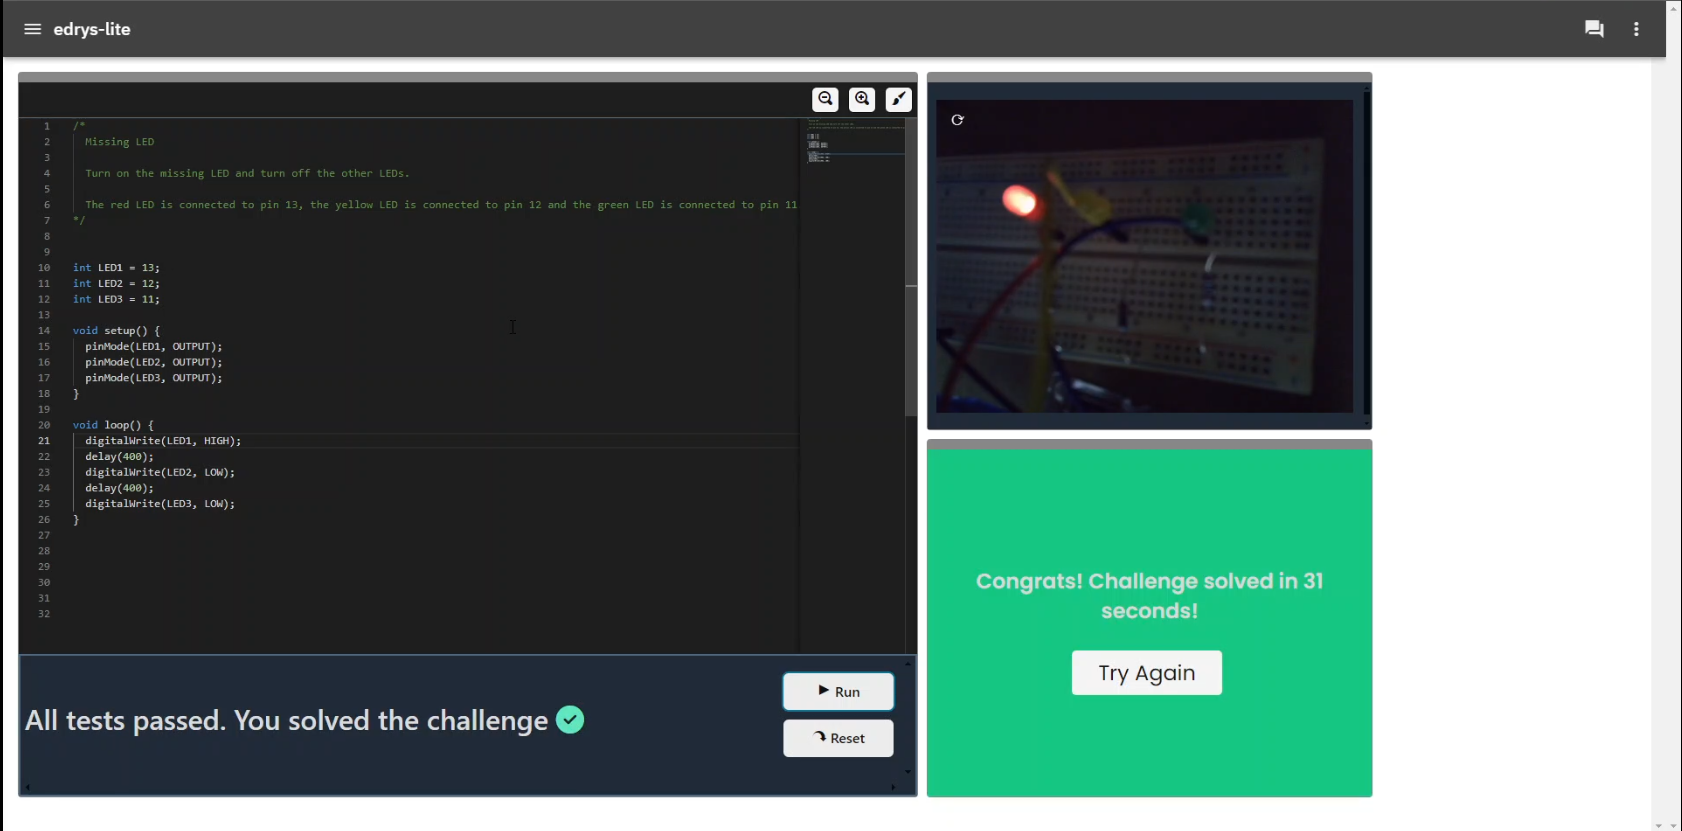 edrys-lite
1 /*
2 Missing LED
3
4 Turn on the missing LED and turn off the other LEDs.
5
6 The red LED is connected to pin 13, the yellow LED is connected to pin 12 and the green LED is connected to pin 11
7 */
8
9
10 int LED1 = 13;
11 int LED2 = 12;
12 int LED3 = 11;
13
14 void setup() {
15 pinMode(LED1, OUTPUT);
16 pinMode(LED2, OUTPUT);
17 pinMode(LED3, OUTPUT);
18 }
19
20 void loop() {
21 digitalWrite(LED1, HIGH);
22 delay(400);
23 digitalWrite(LED2, LOW);
24 delay(400);
25 digitalWrite(LED3, LOW);
26 }
27
28
29
30
31
32
All tests passed. You solved the challenge
Run
Reset
Congrats! Challenge solved in 31
seconds!
Try Again